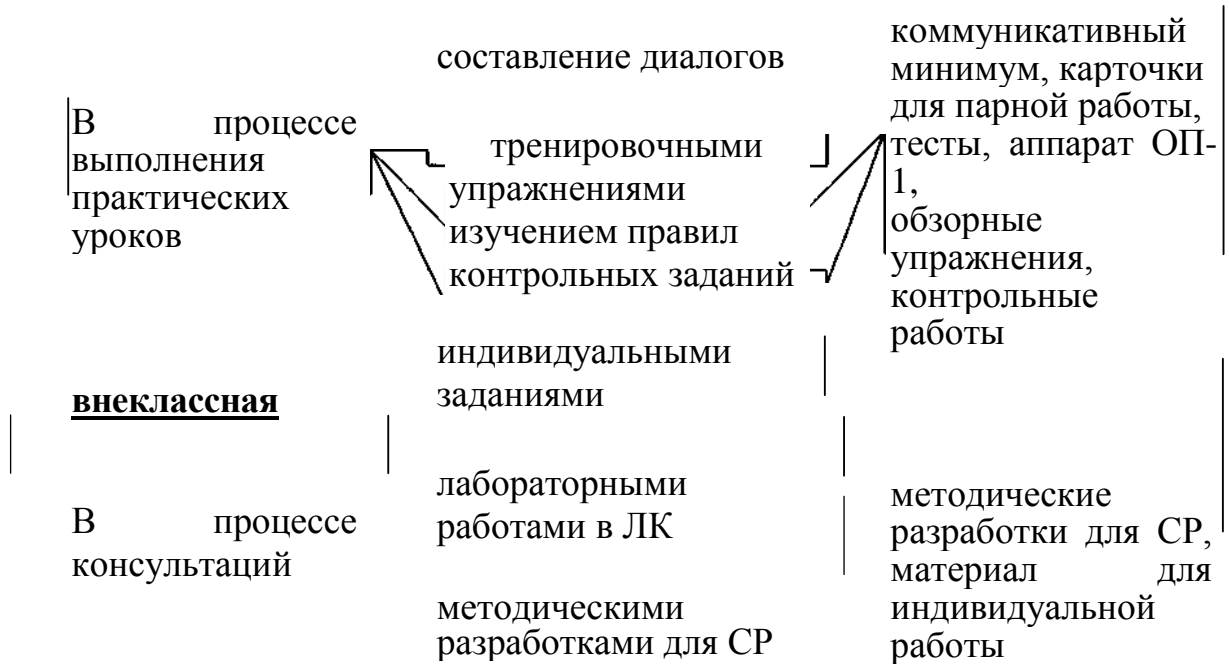 составление диалогов
коммуникативный
минимум, карточки
для парной работы,
тесты, аппарат ОП-
1,
обзорные
упражнения,
контрольные
работы
В процессе
выполнения
практических
уроков
тренировочными
упражнениями
изучением правил
контрольных заданий
индивидуальными
заданиями
внеклассная
лабораторными
работами в ЛК
В процессе
консультаций
методические
разработки для СР,
материал для
индивидуальной
работы
методическими
разработками для СР